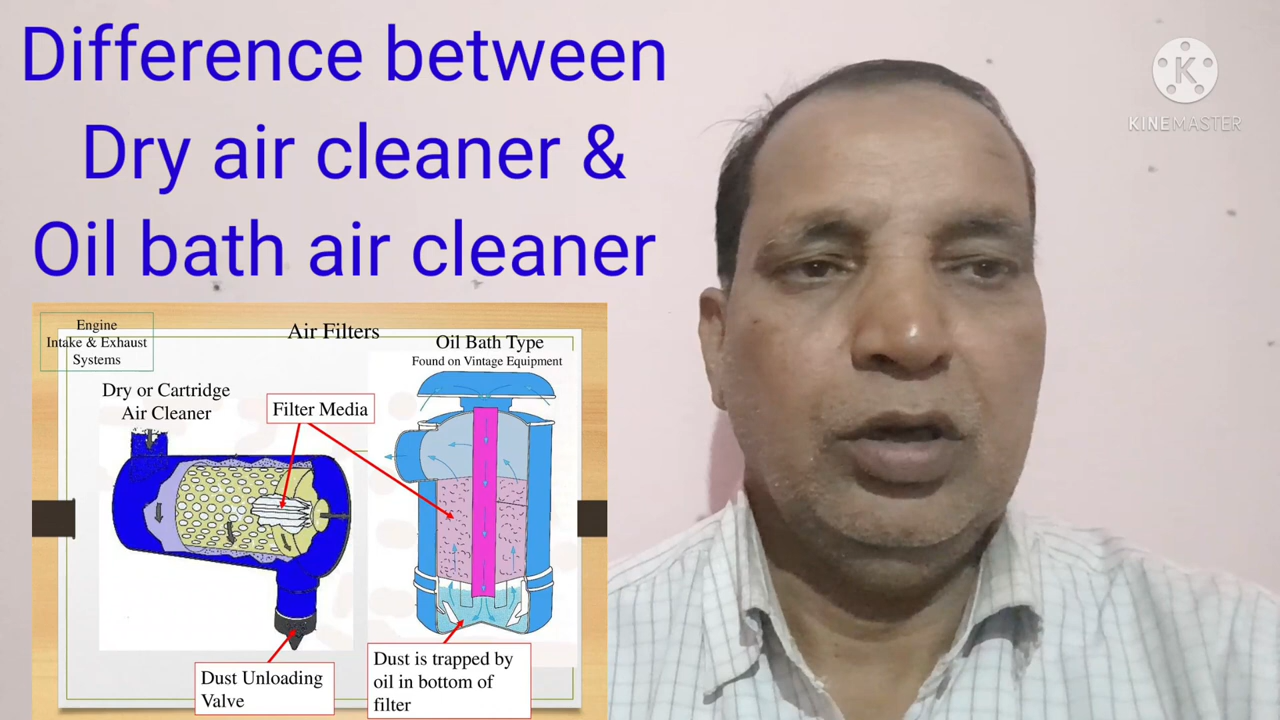 Difference between
Dry air cleaner &
Oil bath air cleaner
KINEMASTER
Engine
Intake & Exhaust
Systems
Air Filters
Oil Bath Type
Found on Vintage Equipment
Dry or Cartridge
Air Cleaner
Filter Media
Dust Unloading
Valve
Dust is trapped by
oil in bottom of
filter